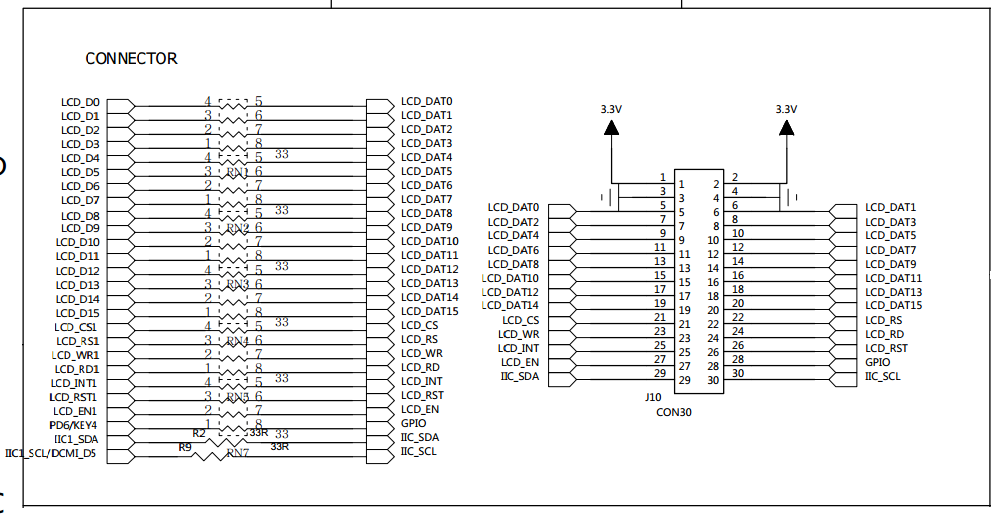 CONNECTOR
LCD_D0 4 5 LCD_DAT0
LCD_D1 3 6 LCD_DAT1
LCD_D2 2 7 LCD_DAT2
LCD_D3 1 8 LCD_DAT3
33
LCD_D4 4 5 LCD_DAT4
LCD_D5 3 RN1 6 LCD_DAT5
LCD_D6 2 7 LCD_DAT6
LCD_D7 1 8 LCD_DAT7
33
LCD_D8 4 5 LCD_DAT8
LCD_D9 3 RN2 6 LCD_DAT9
LCD_D10 2 7 LCD_DAT10
LCD_D11 1 8 LCD_DAT11
33
LCD_D12 4 5 LCD_DAT12
LCD_D13 3 RN3 6 LCD_DAT13
LCD_D14 2 7 LCD_DAT14
LCD_D15 1 8 LCD_DAT15
33
LCD_CS1 4 5 LCD_CS
LCD_RS1 3 RN4 6 LCD_RS
LCD_WR1 2 7 LCD_WR
LCD_RD1 1 8 LCD_RD
33
LCD_INT1 4 5 LCD_INT
LCD_RST1 3 RN5 6 LCD_RST
LCD_EN1 2 7 LCD_EN
PD6/KEY4 1 8 GPIO
33
IIC1_SDA R2 33R IIC_SDA
IIC1_SCL/DCMI_D5 R9 RN7 33R IIC_SCL
3.3V 3.3V
1 1 2 2
3 3 4 4
LCD_DAT0 5 5 6 6 LCD_DAT1
LCD_DAT2 7 7 8 8 LCD_DAT3
LCD_DAT4 9 9 10 10 LCD_DAT5
LCD_DAT6 11 11 12 12 LCD_DAT7
LCD_DAT8 13 13 14 14 LCD_DAT9
LCD_DAT10 15 15 16 16 LCD_DAT11
LCD_DAT12 17 17 18 18 LCD_DAT13
LCD_DAT14 19 19 20 20 LCD_DAT15
LCD_CS 21 21 22 22 LCD_RS
LCD_WR 23 23 24 24 LCD_RD
LCD_INT 25 25 26 26 LCD_RST
LCD_EN 27 27 28 28 GPIO
IIC_SDA 29 29 30 30 IIC_SCL
J10
CON30